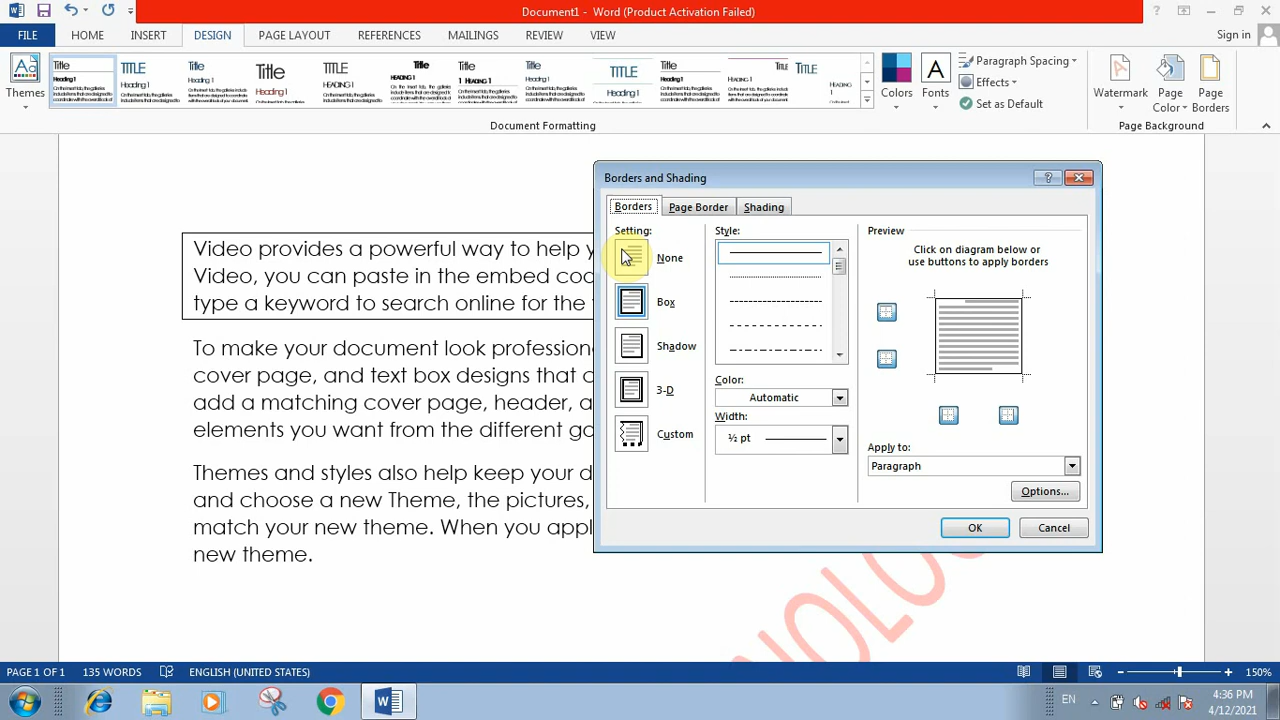 Document1 - Word (Product Activation Failed)
FILE HOME INSERT DESIGN PAGE LAYOUT REFERENCES MAILINGS REVIEW VIEW Sign in
Themes
Colors
Fonts
Paragraph Spacing
Effects
Set as Default
Watermark
Page Color
Page Borders
Document Formatting
Page Background
Borders and Shading
Borders Page Border Shading
Setting:
None
Box
Shadow
3-D
Custom
Style:
Color:
Automatic
Width:
½ pt
Preview
Click on diagram below or
use buttons to apply borders
Apply to:
Paragraph
Options...
OK Cancel
Video provides a powerful way to help
Video, you can paste in the embed
type a keyword to search online for the
To make your document look
cover page, and text box designs that
add a matching cover page, header,
elements you want from the different
Themes and styles also help keep your
and choose a new Theme, the pictures,
match your new theme. When you
new theme.
PAGE 1 OF 1 135 WORDS ENGLISH (UNITED STATES) 150%
EN
4:36 PM
4/12/2021